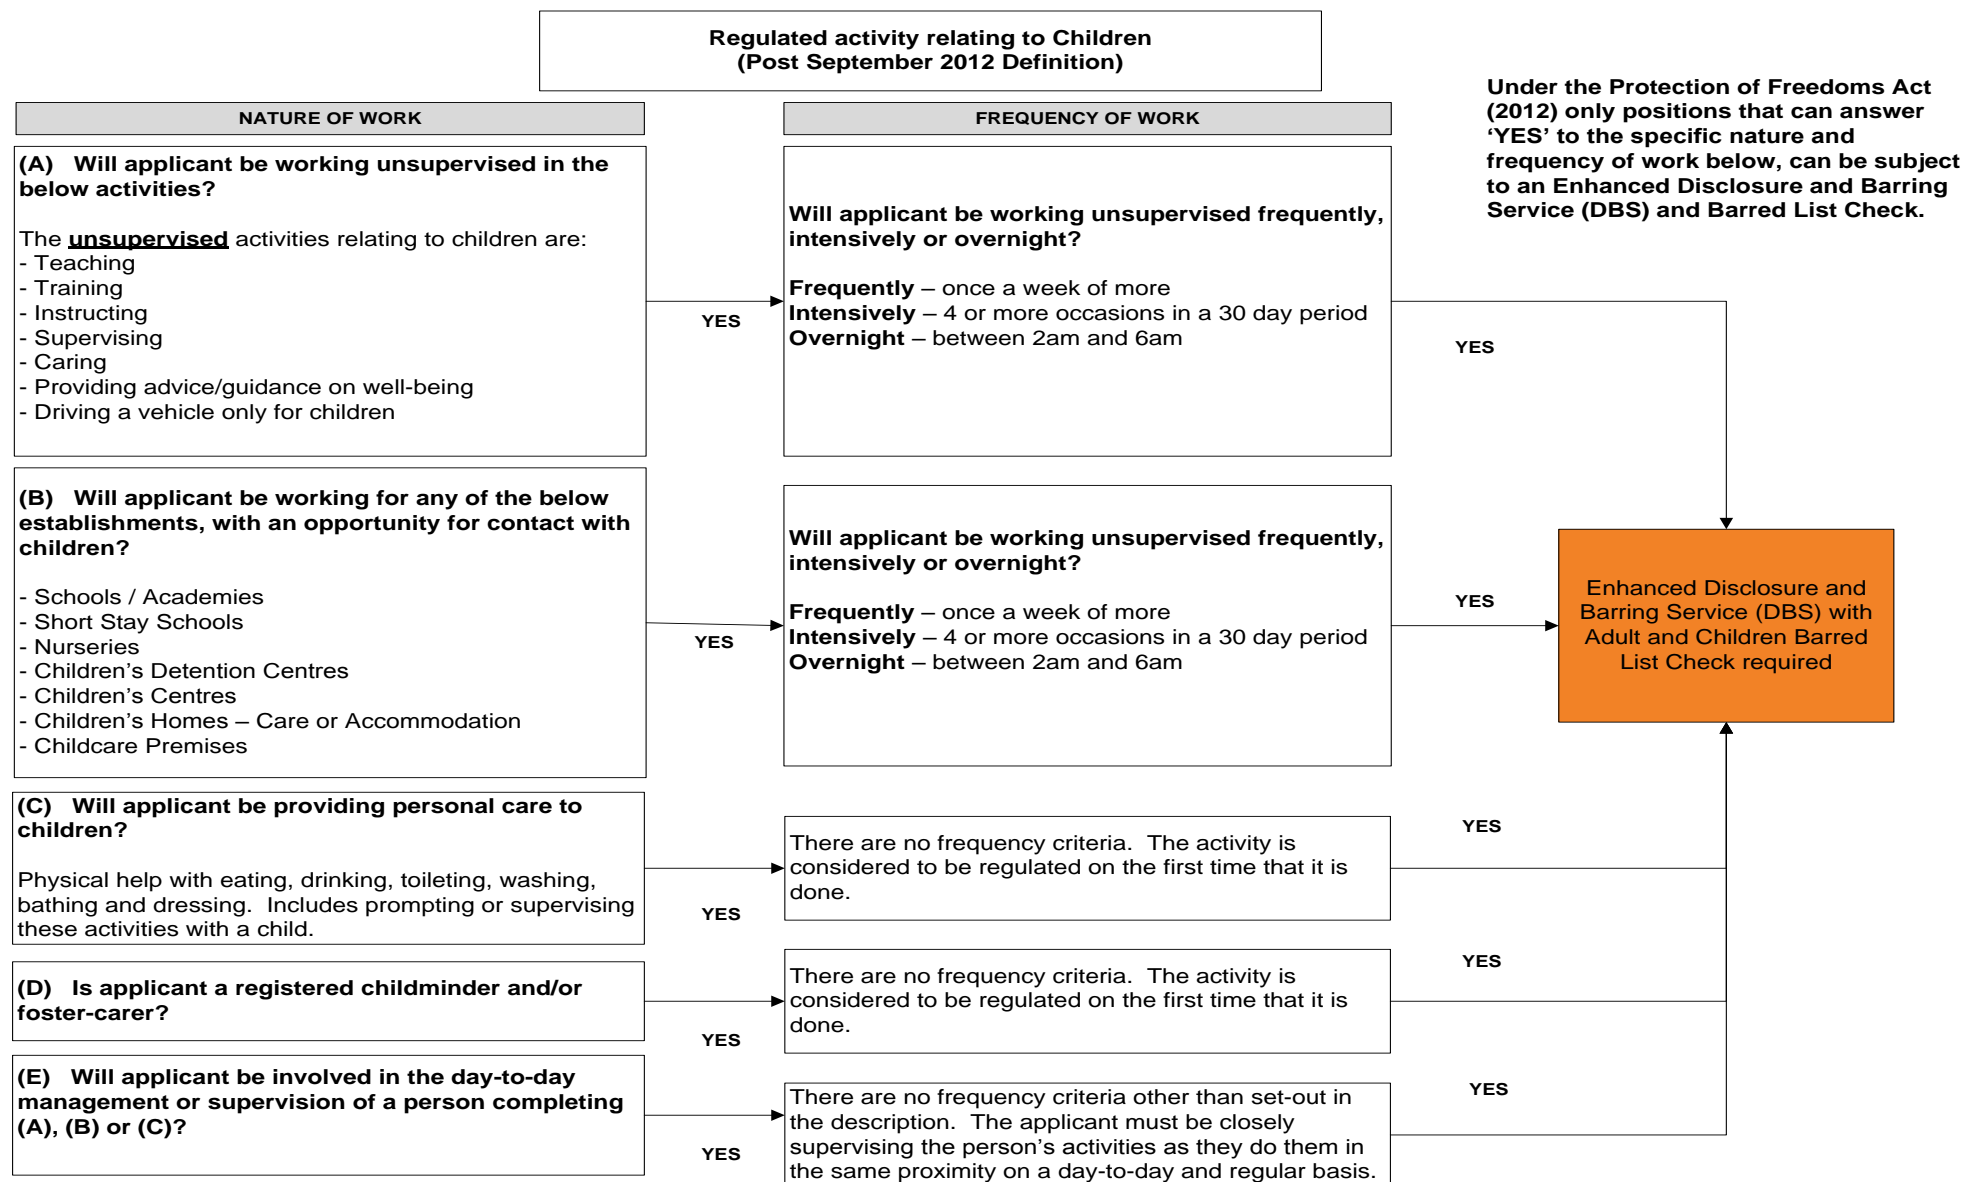 Regulated activity relating to Children
(Post September 2012 Definition)
Under the Protection of Freedoms Act
(2012) only positions that can answer
‘YES’ to the specific nature and
frequency of work below, can be subject
to an Enhanced Disclosure and Barring
Service (DBS) and Barred List Check.
NATURE OF WORK
FREQUENCY OF WORK
(A) Will applicant be working unsupervised in the
below activities?
The unsupervised activities relating to children are:
- Teaching
- Training
- Instructing
- Supervising
- Caring
- Providing advice/guidance on well-being
- Driving a vehicle only for children
YES
Will applicant be working unsupervised frequently,
intensively or overnight?
Frequently – once a week of more
Intensively – 4 or more occasions in a 30 day period
Overnight – between 2am and 6am
YES
(B) Will applicant be working for any of the below
establishments, with an opportunity for contact with
children?
- Schools / Academies
- Short Stay Schools
- Nurseries
- Children’s Detention Centres
- Children’s Centres
- Children’s Homes – Care or Accommodation
- Childcare Premises
YES
Will applicant be working unsupervised frequently,
intensively or overnight?
Frequently – once a week of more
Intensively – 4 or more occasions in a 30 day period
Overnight – between 2am and 6am
YES
Enhanced Disclosure and
Barring Service (DBS) with
Adult and Children Barred
List Check required
(C) Will applicant be providing personal care to
children?
Physical help with eating, drinking, toileting, washing,
bathing and dressing. Includes prompting or supervising
these activities with a child.
YES
There are no frequency criteria. The activity is
considered to be regulated on the first time that it is
done.
YES
(D) Is applicant a registered childminder and/or
foster-carer?
YES
There are no frequency criteria. The activity is
considered to be regulated on the first time that it is
done.
YES
(E) Will applicant be involved in the day-to-day
management or supervision of a person completing
(A), (B) or (C)?
YES
There are no frequency criteria other than set-out in
the description. The applicant must be closely
supervising the person’s activities as they do them in
the same proximity on a day-to-day and regular basis.
YES